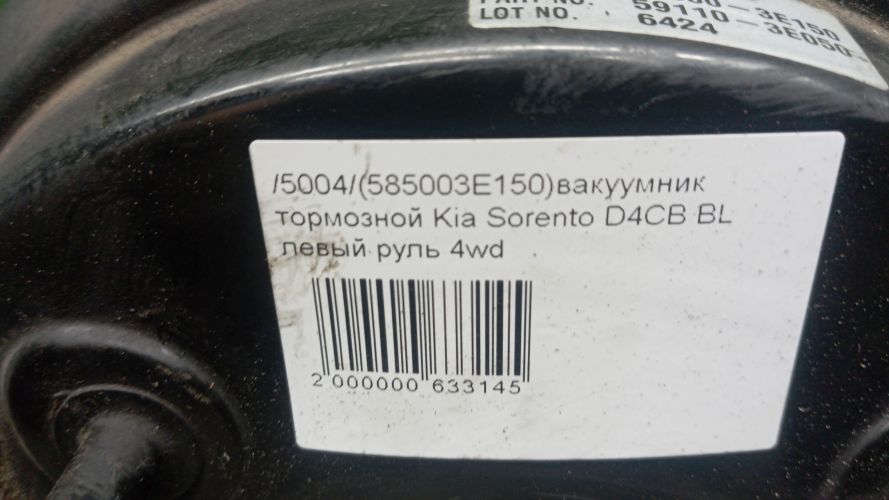 LOT NO.
59110-3E150
6424 -3E050
/5004/(585003E150)вакуумник
тормозной Kia Sorento D4CB BL
левый руль 4wd
2 000000 633145